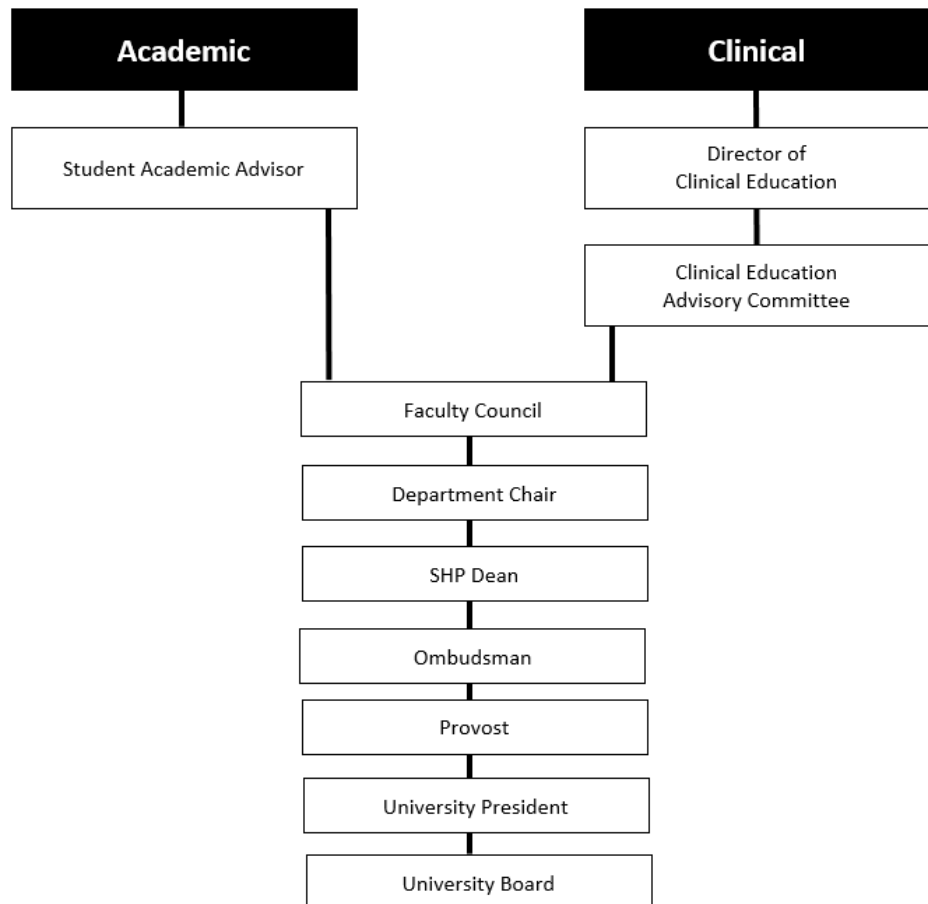 Academic
Clinical
Student Academic Advisor
Director of
Clinical Education
Clinical Education
Advisory Committee
Faculty Council
Department Chair
SHP Dean
Ombudsman
Provost
University President
University Board